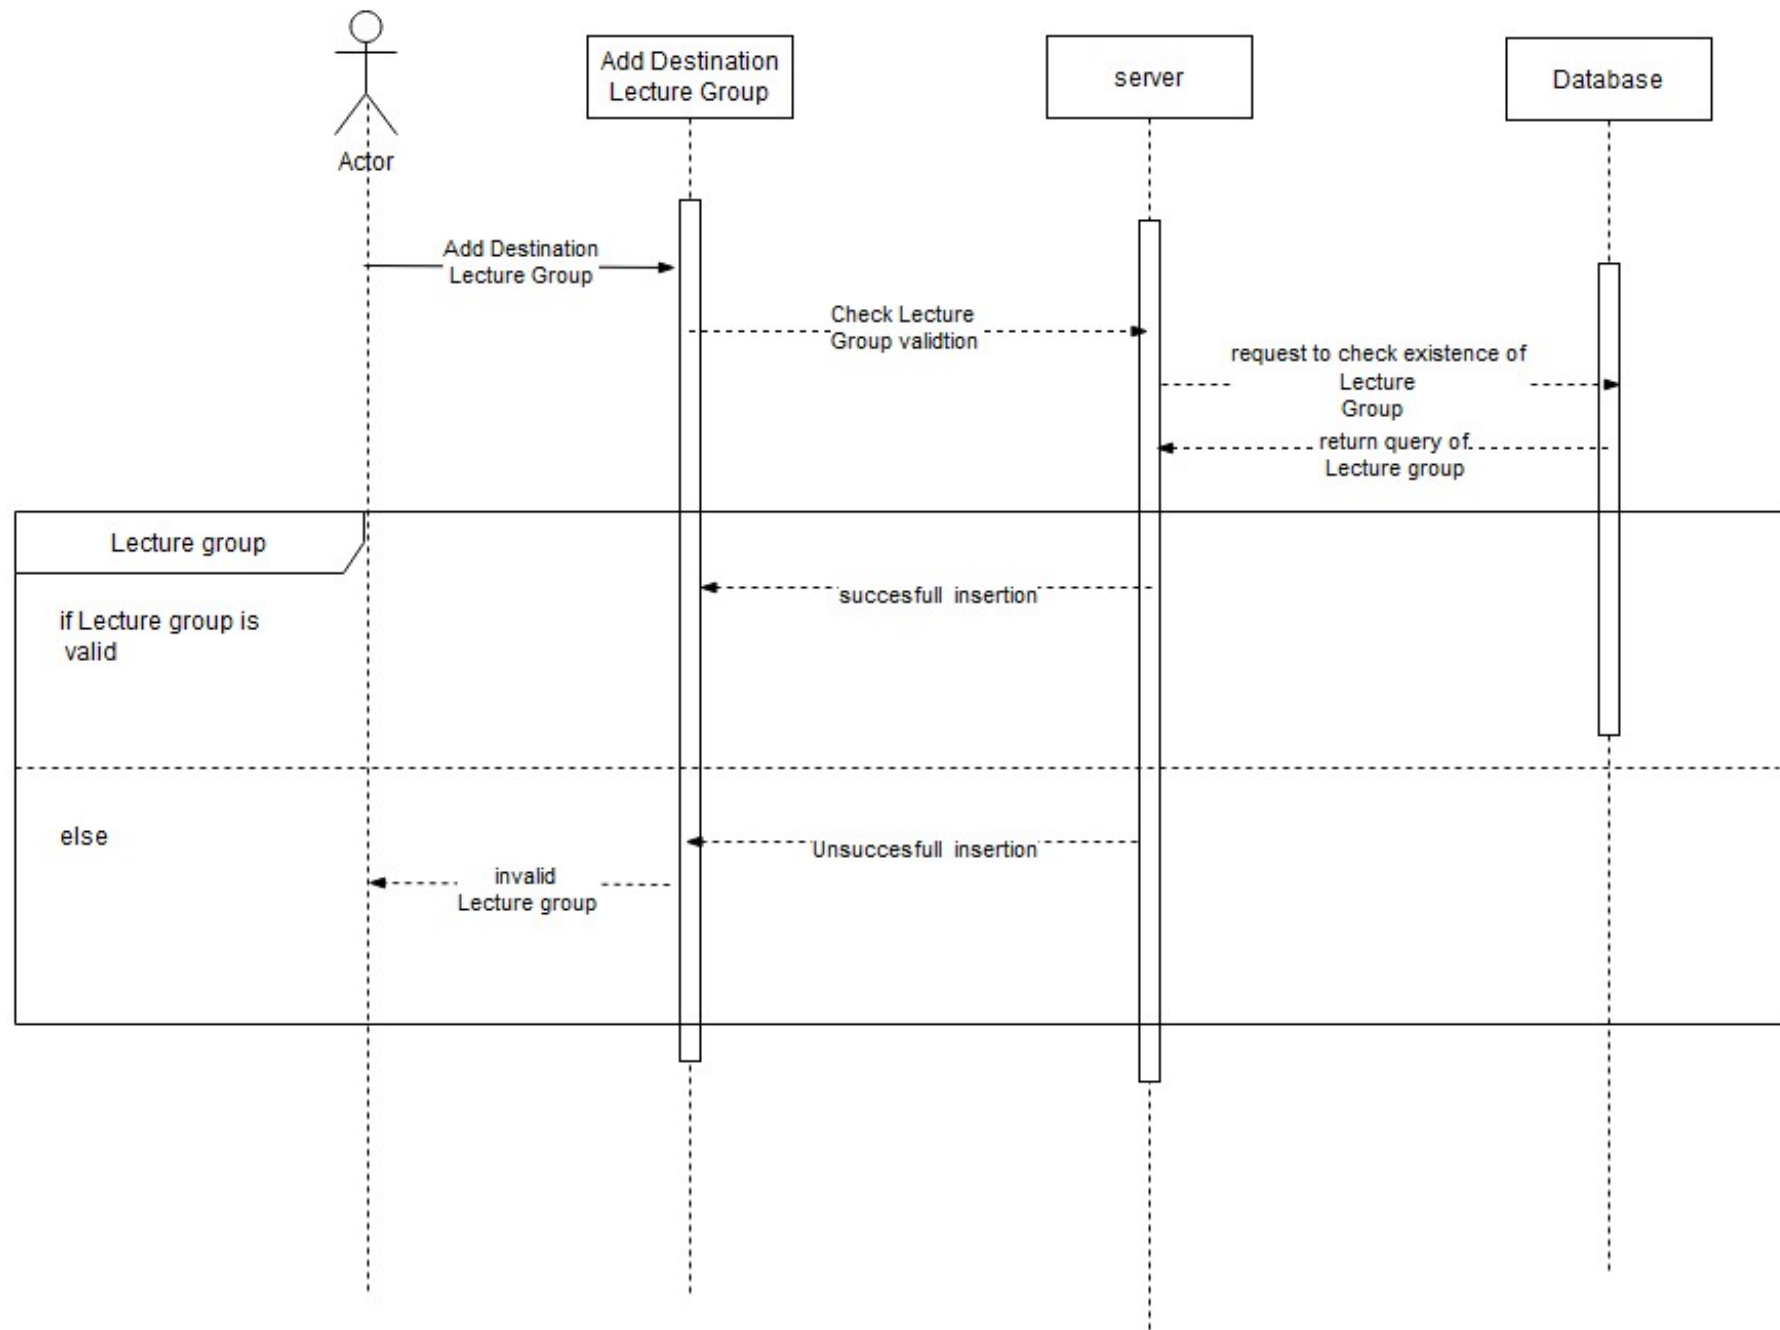 Add Destination
Lecture Group
server
Database
Actor
Add Destination
Lecture Group
Check Lecture
Group validtion
request to check existence of
Lecture
Group
return query of
Lecture group
Lecture group
succesfull insertion
if Lecture group is
valid
else
Unsuccesfull insertion
invalid
Lecture group